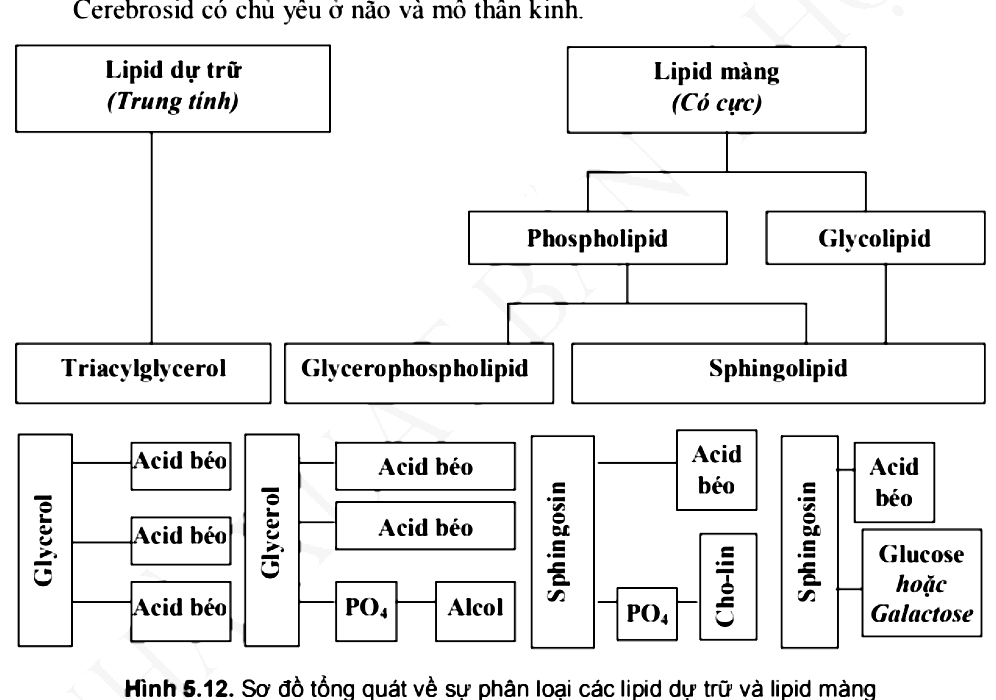 Cerebrosid có chủ yếu ở não và mô thần kinh.
Lipid dự trữ
(Trung tính)
Lipid màng
(Có cực)
Phospholipid
Glycolipid
Triacylglycerol
Glycerophospholipid
Sphingolipid
Glycerol
Acid béo
Acid béo
Acid béo
Glycerol
Acid béo
Acid béo
PO₄
Alcol
Sphingosin
Acid
béo
PO₄
Cho-lin
Sphingosin
Acid
béo
Glucose
hoặc
Galactose
Hình 5.12. Sơ đồ tổng quát về sự phân loại các lipid dự trữ và lipid màng